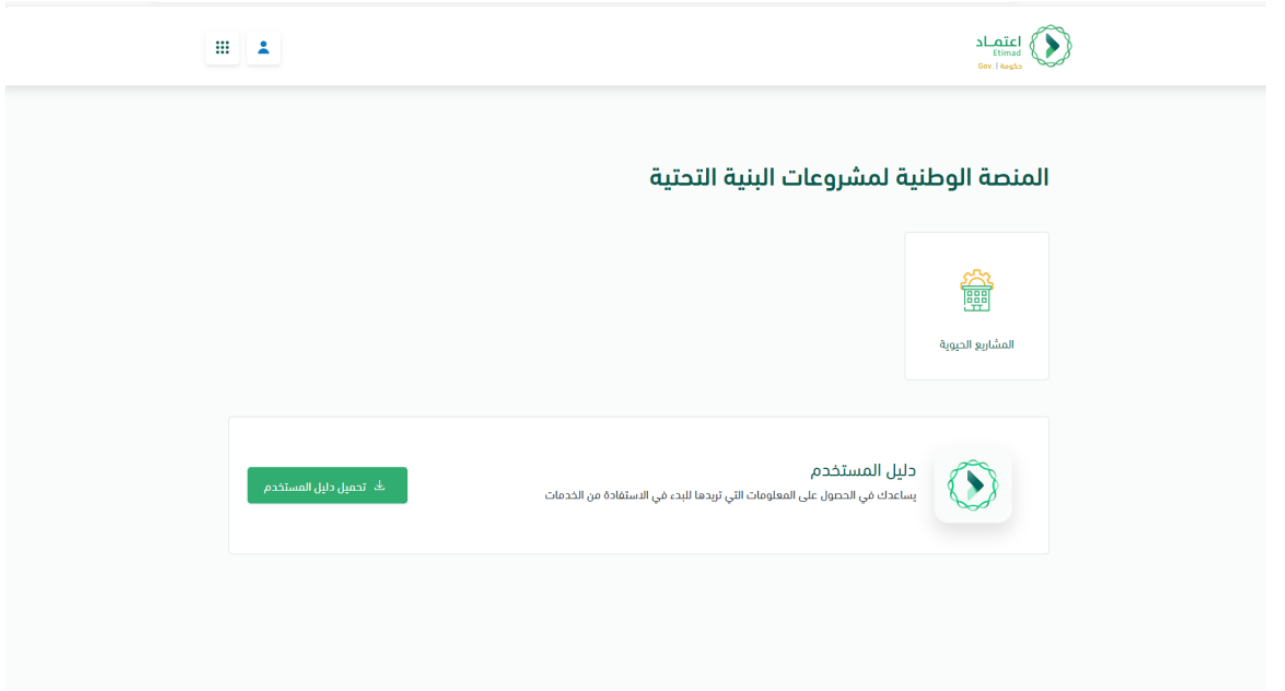 اعتماد
Etimad
حكومة | Gov.
المنصة الوطنية لمشروعات البنية التحتية
المشاريع الحيوية
دليل المستخدم
يساعدك في الحصول على المعلومات التي تريدها للبدء في الاستفادة من الخدمات
تحميل دليل المستخدم